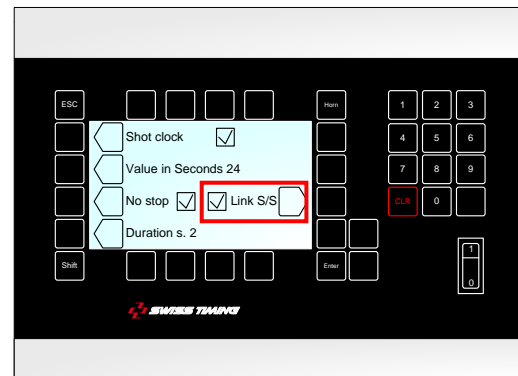 ESC
Horn
1 2 3
Shot clock
4 5 6
Value in Seconds 24
7 8 9
No stop Link S/S
CLR 0
Duration s. 2
1
Shift
Enter
0
SWISS TIMING